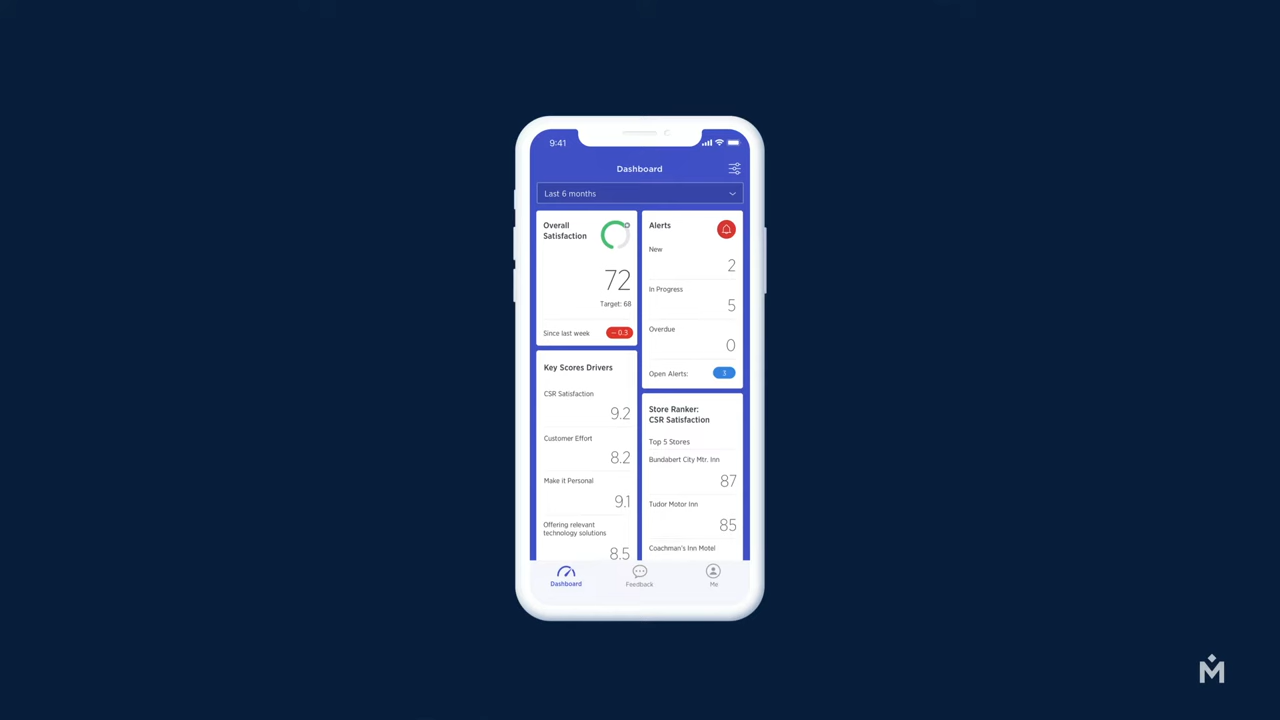 9:41
Dashboard
Last 6 months
Overall
Satisfaction
72
Target: 68
Since last week
− 0.3
Key Scores Drivers
CSR Satisfaction
9.2
Customer Effort
8.2
Make it Personal
9.1
Offering relevant
technology solutions
8.5
Alerts
New
2
In Progress
5
Overdue
0
Open Alerts:
3
Store Ranker:
CSR Satisfaction
Top 5 Stores
Bundabert City Mtr. Inn
87
Tudor Motor Inn
85
Coachman's Inn Motel
Dashboard
Feedback
Me
M